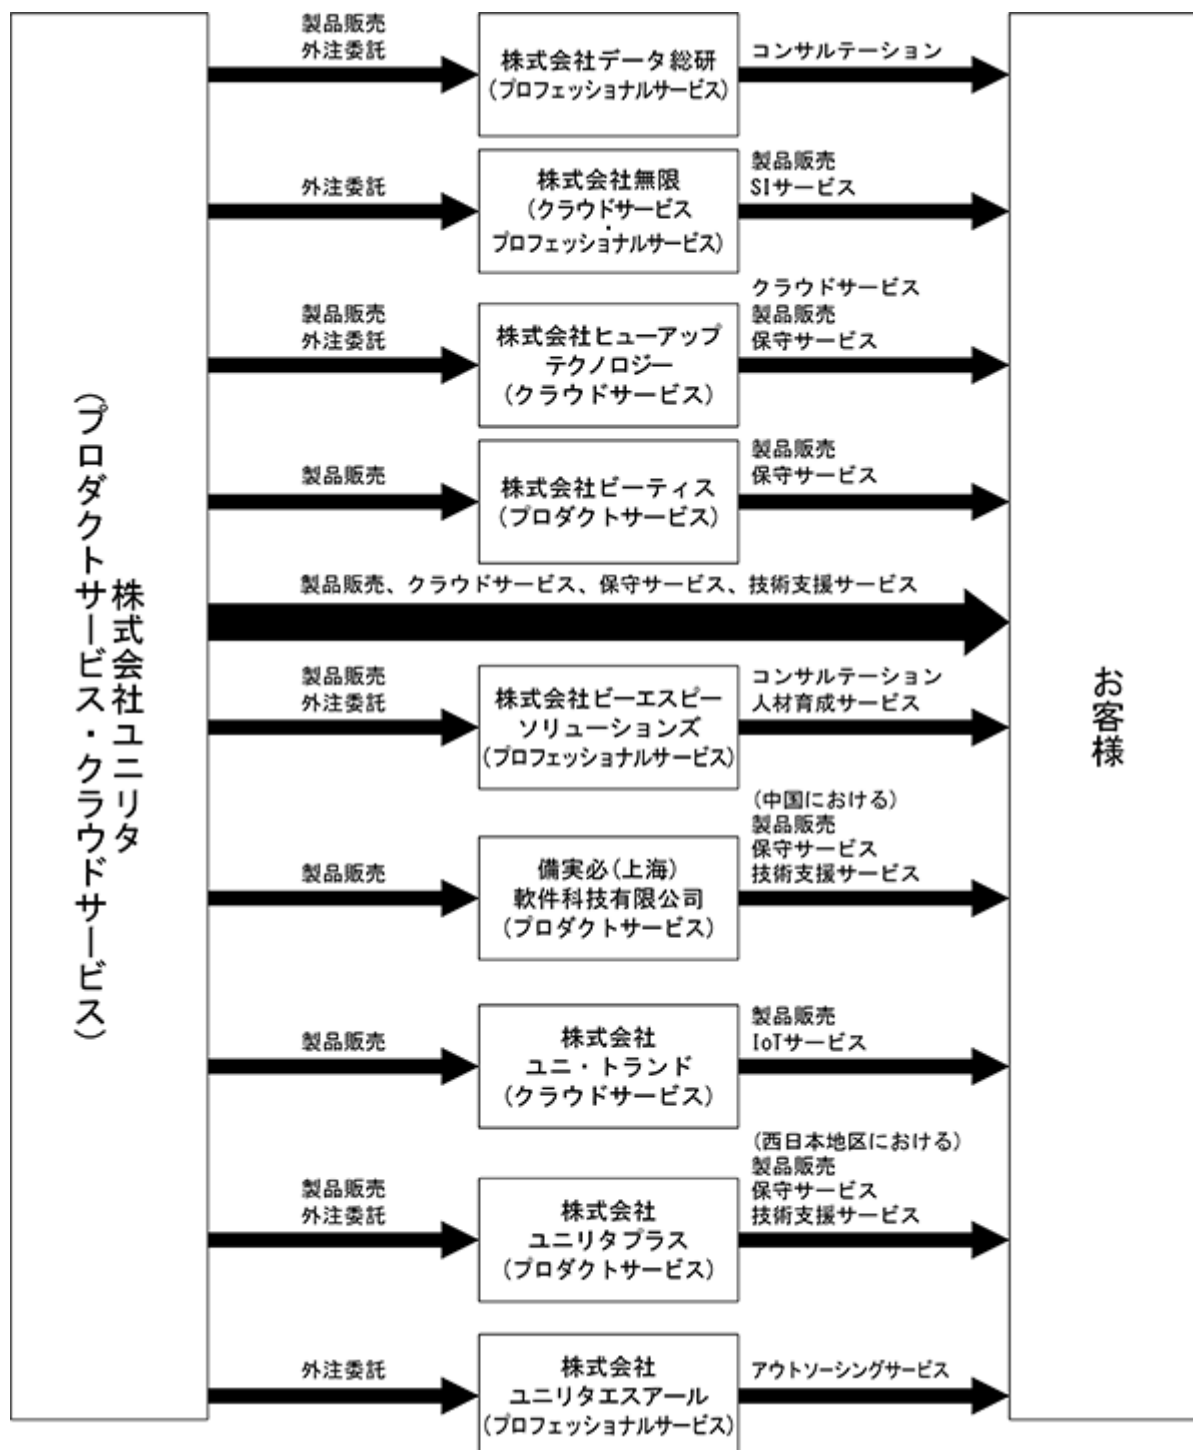 株式会社ユニリタ
（プロダクトサービス・クラウドサービス）
製品販売
外注委託
株式会社データ総研
（プロフェッショナルサービス）
コンサルテーション
外注委託
株式会社無限
（クラウドサービス
・
プロフェッショナルサービス）
製品販売
SIサービス
製品販売
外注委託
株式会社ヒューアップ
テクノロジー
（クラウドサービス）
クラウドサービス
製品販売
保守サービス
製品販売
株式会社ビーティス
（プロダクトサービス）
製品販売
保守サービス
製品販売、クラウドサービス、保守サービス、技術支援サービス
製品販売
外注委託
株式会社ビーエスピー
ソリューションズ
（プロフェッショナルサービス）
コンサルテーション
人材育成サービス
製品販売
備実必（上海）
軟件科技有限公司
（プロダクトサービス）
（中国における）
製品販売
保守サービス
技術支援サービス
製品販売
株式会社
ユニ・トランド
（クラウドサービス）
製品販売
IoTサービス
製品販売
外注委託
株式会社
ユニリタプラス
（プロダクトサービス）
（西日本地区における）
製品販売
保守サービス
技術支援サービス
外注委託
株式会社
ユニリタエスアール
（プロフェッショナルサービス）
アウトソーシングサービス
お客様